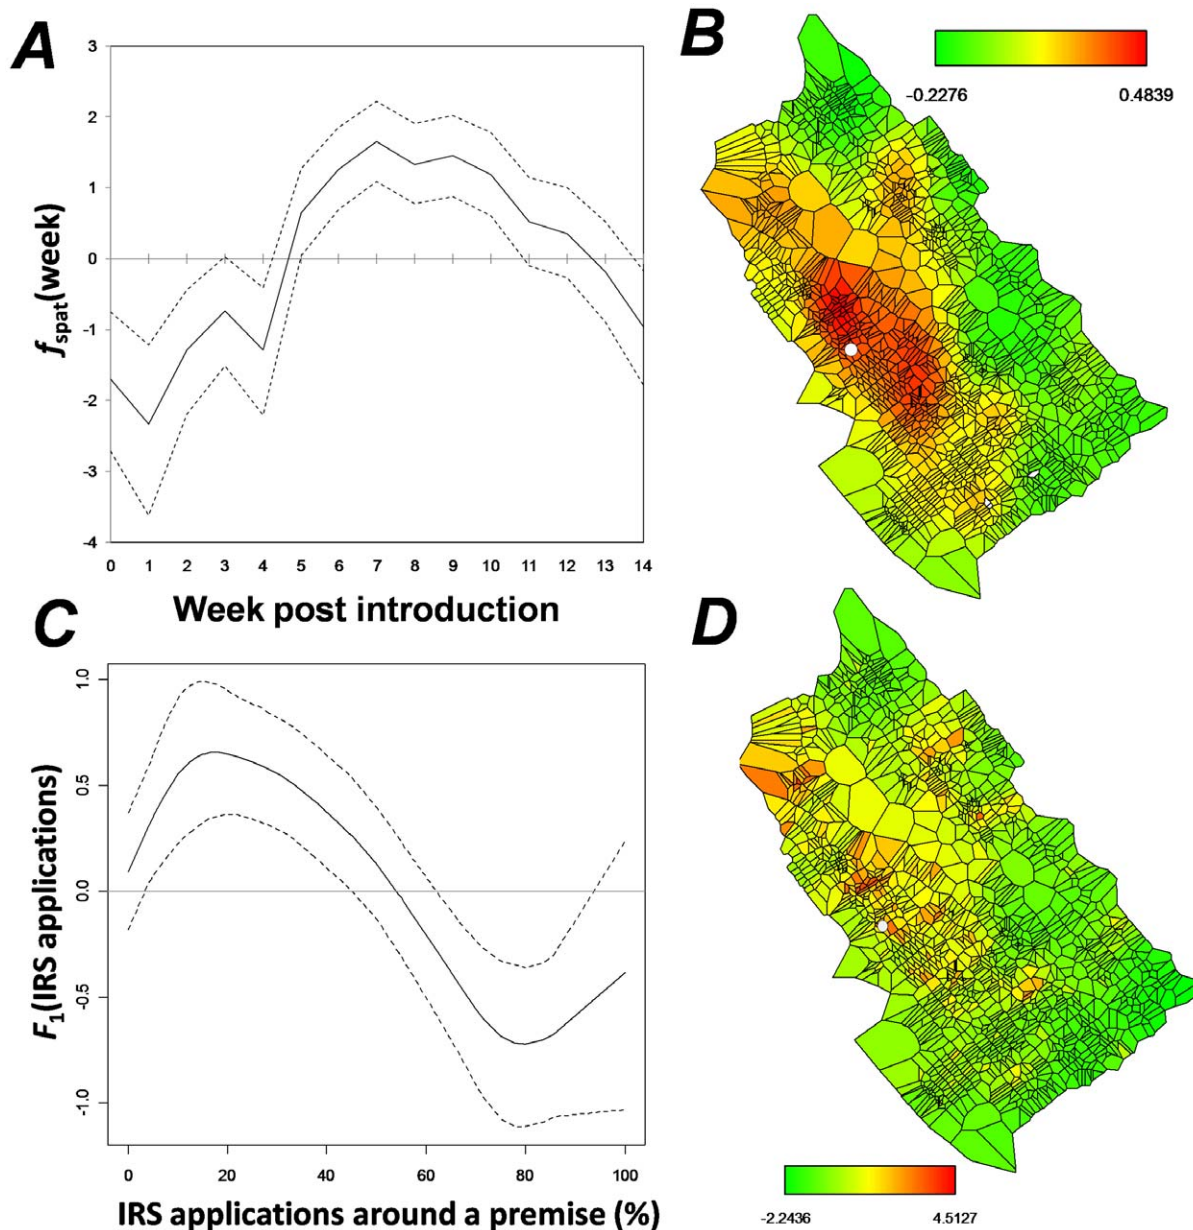 A
3
2
1
0
-1
-2
-3
-4
f spat(week)
0 1 2 3 4 5 6 7 8 9 10 11 12 13 14
Week post introduction
B
-0.2276 0.4839
C
1.0
0.5
0.0
-0.5
-1.0
F1(IRS applications)
0 20 40 60 80 100
IRS applications around a premise (%)
D
-2.2436 4.5127